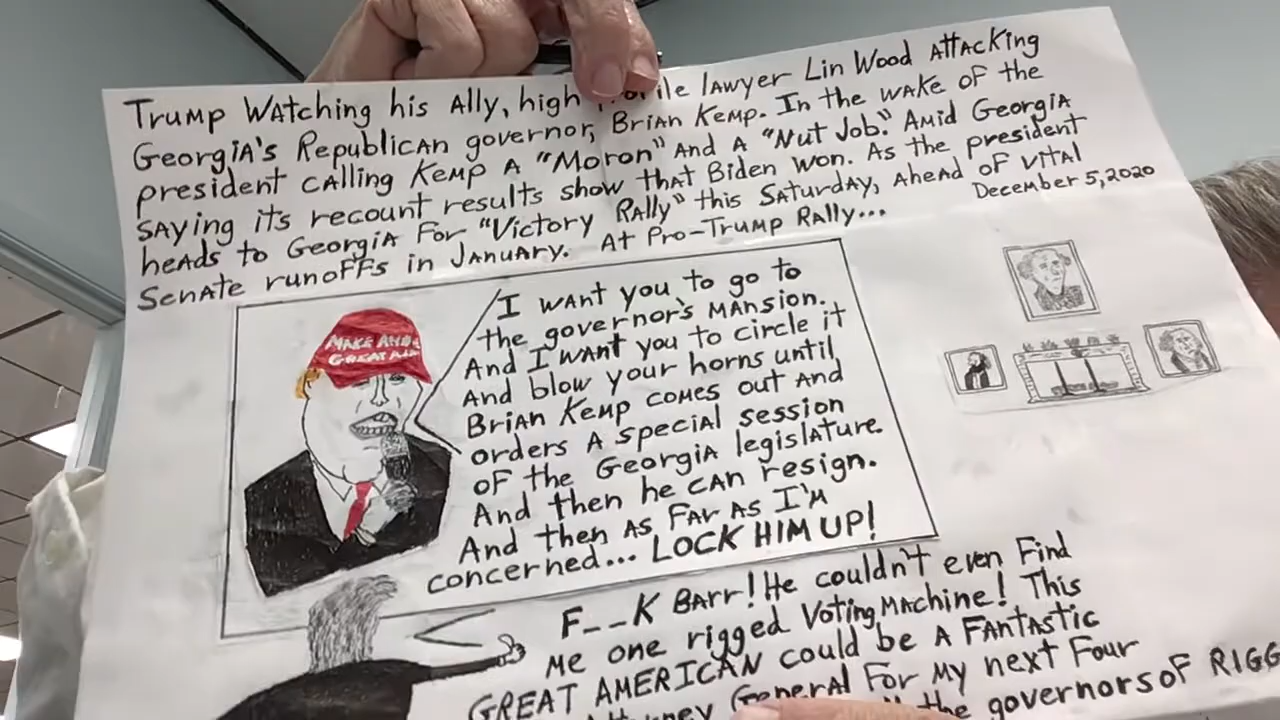 Trump Watching his Ally, high lawyer Lin Wood Attacking
Georgia's Republican governor, Brian Kemp. In the wake of the
president calling Kemp A "Moron" And A "Nut Job." Amid Georgia
saying its recount results show that Biden won. As the president
heads to Georgia For "Victory Rally" this Saturday, Ahead of vital
Senate runoffs in January. At Pro-Trump Rally...
December 5, 2020
MAKE
GREAT
I want you to go to
the governor's mansion.
And I want you to circle it
And blow your horns until
Brian Kemp comes out and
orders A special session
of the Georgia legislature.
And then he can resign.
And then As Far As I'm
concerned... LOCK HIM UP!
F__K Barr! He couldn't even Find
me one rigged Voting Machine! This
GREAT AMERICAN could be A Fantastic
General For My next Four
the governors of